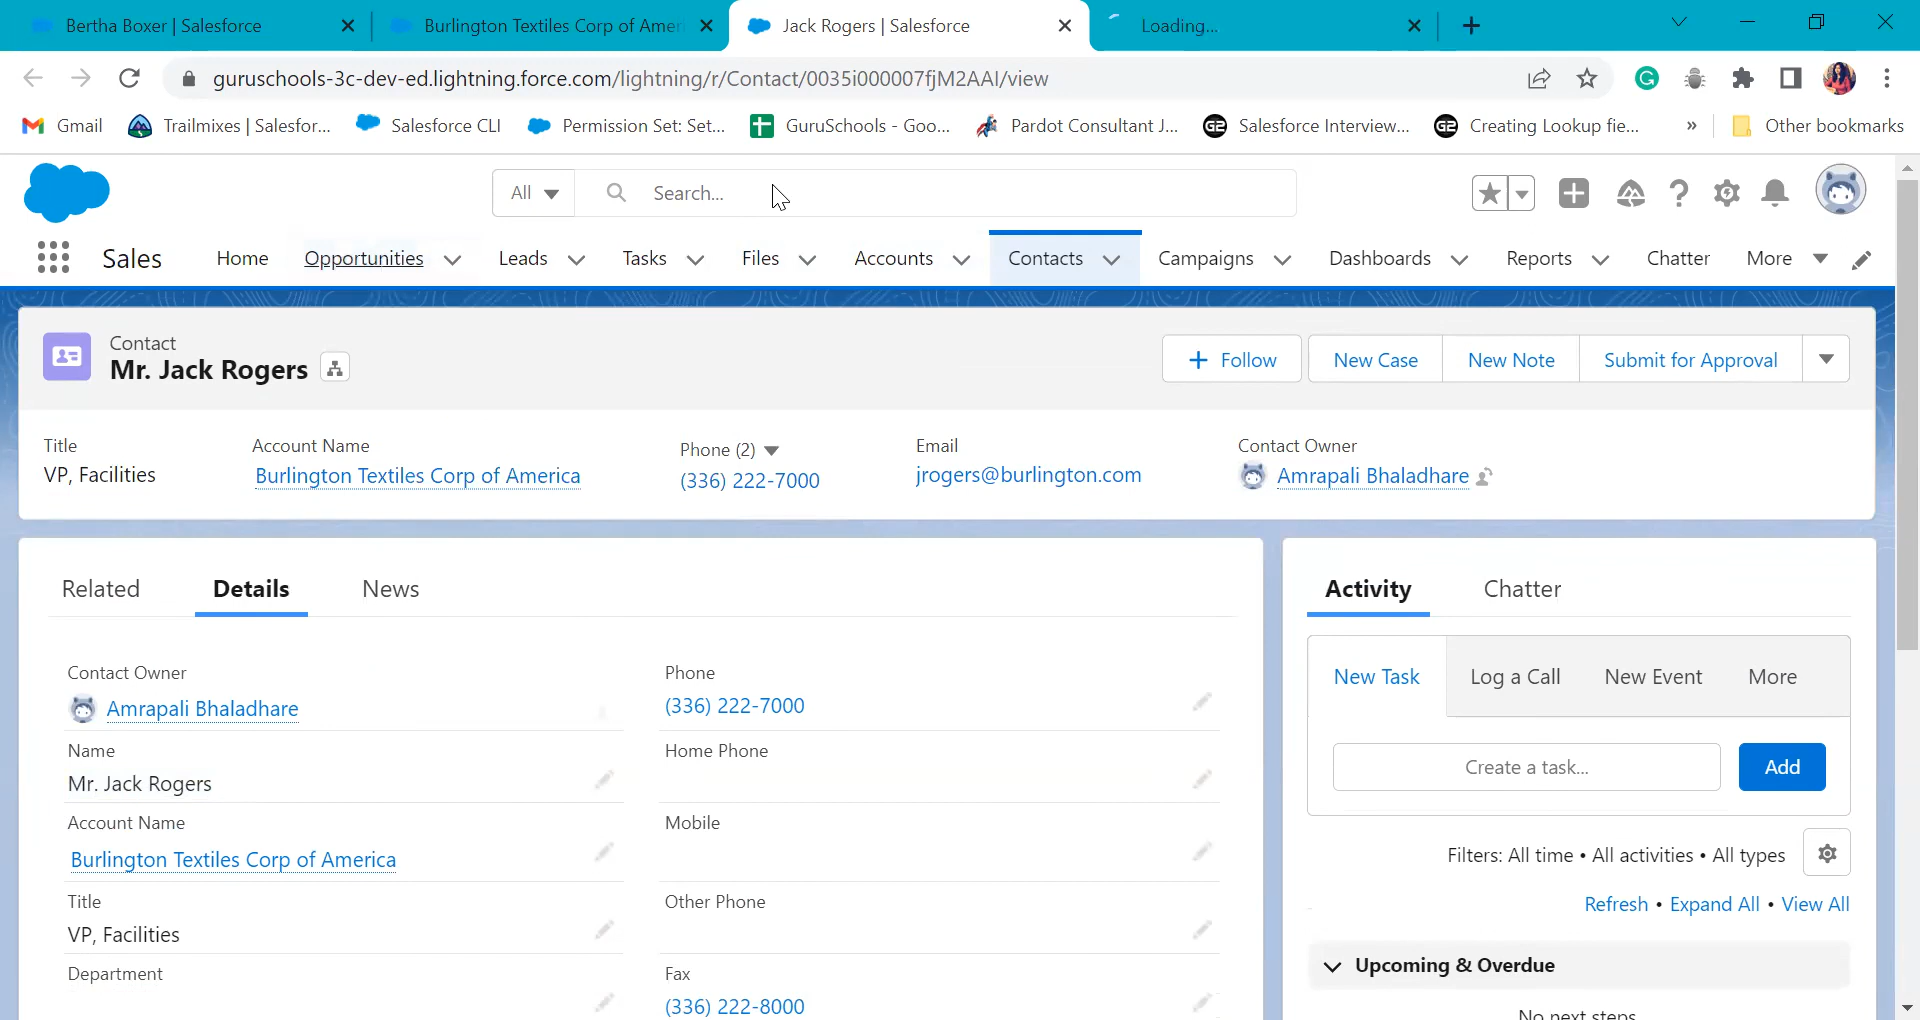 Bertha Boxer | Salesforce
Burlington Textiles Corp of Amer
Jack Rogers | Salesforce
Loading...
guruschools-3c-dev-ed.lightning.force.com/lightning/r/Contact/0035i000007fjM2AAI/view
Gmail
Trailmixes | Salesfor...
Salesforce CLI
Permission Set: Set...
GuruSchools - Goo...
Pardot Consultant J...
Salesforce Interview...
Creating Lookup fie...
»
Other bookmarks
All
Search...
Sales
Home
Opportunities
Leads
Tasks
Files
Accounts
Contacts
Campaigns
Dashboards
Reports
Chatter
More
Contact
Mr. Jack Rogers
+ Follow
New Case
New Note
Submit for Approval
Title
VP, Facilities
Account Name
Burlington Textiles Corp of America
Phone (2)
(336) 222-7000
Email
jrogers@burlington.com
Contact Owner
Amrapali Bhaladhare
Related
Details
News
Contact Owner
Amrapali Bhaladhare
Name
Mr. Jack Rogers
Account Name
Burlington Textiles Corp of America
Title
VP, Facilities
Department
Phone
(336) 222-7000
Home Phone
Mobile
Other Phone
Fax
(336) 222-8000
Activity
Chatter
New Task
Log a Call
New Event
More
Create a task...
Add
Filters: All time • All activities • All types
Refresh • Expand All • View All
Upcoming & Overdue
No next steps